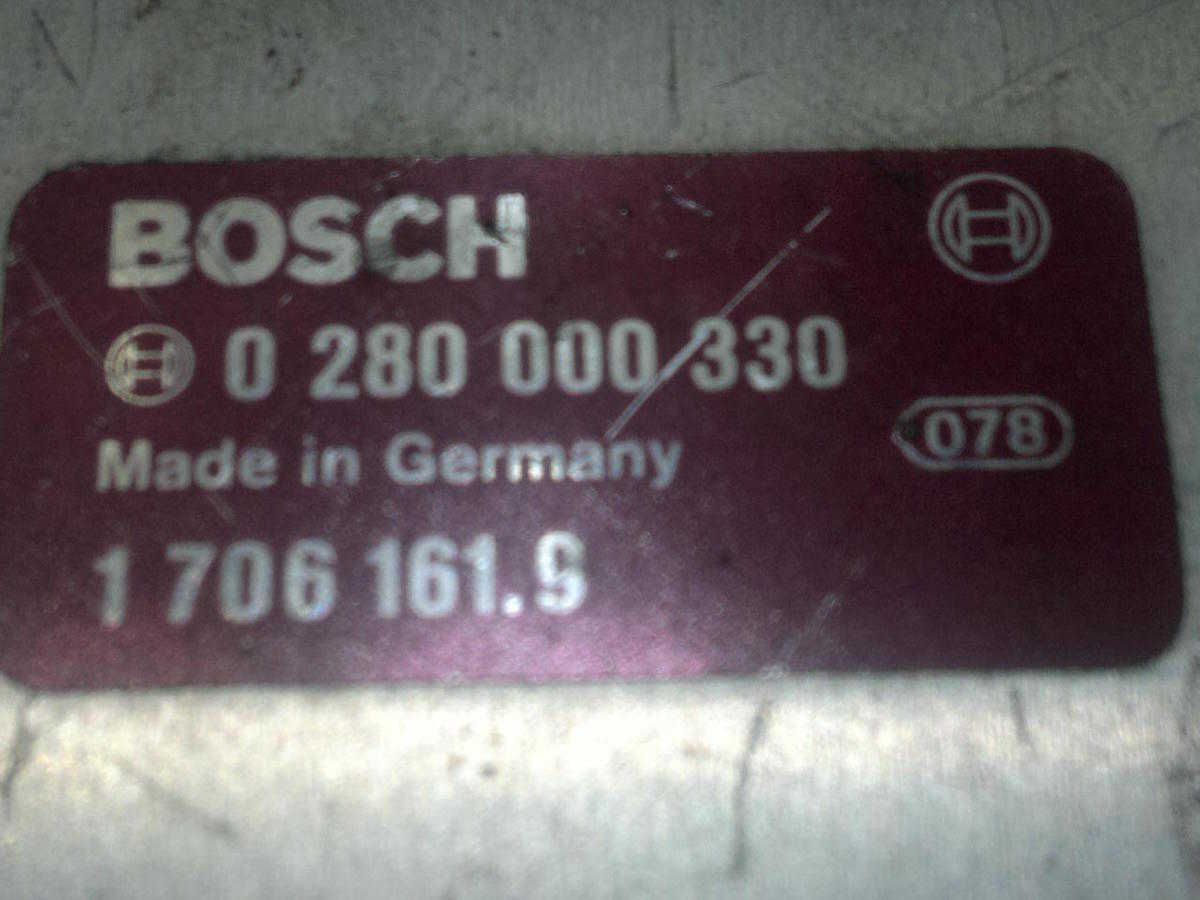 BOSCH
0 280 000 330
078
Made in Germany
1 706 161.9